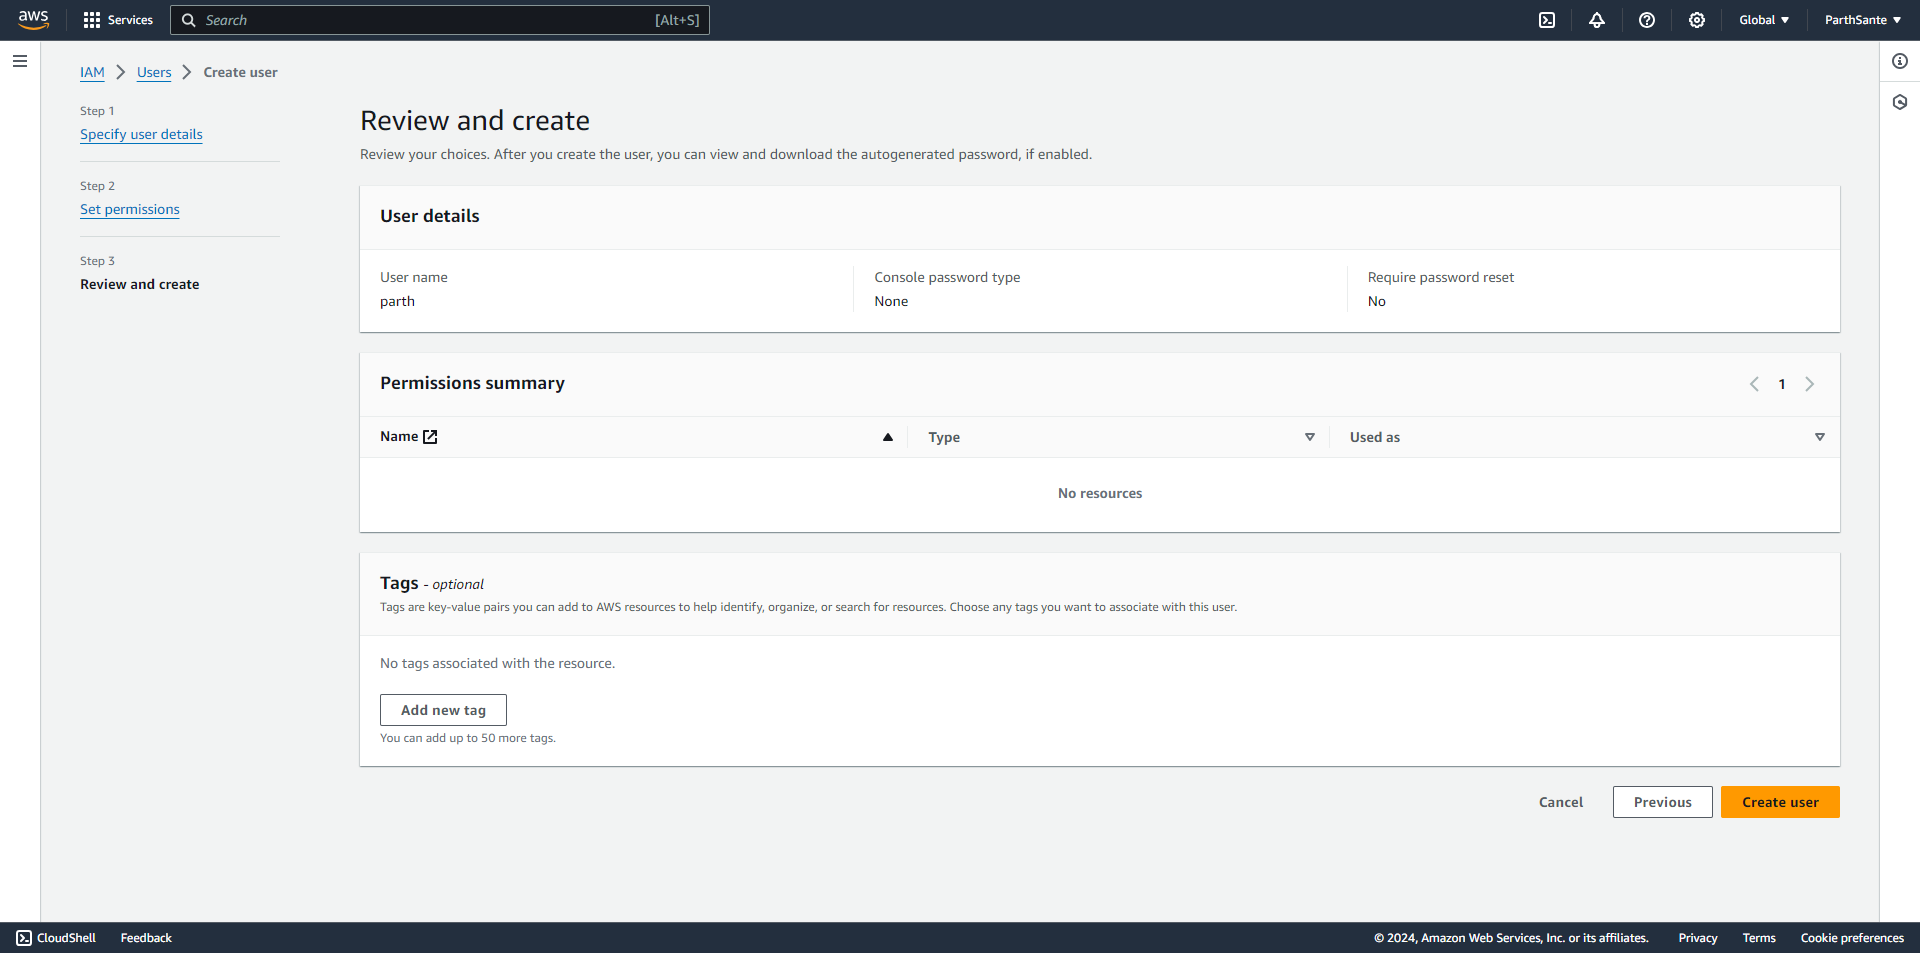 aws
Services
Search
[Alt+S]
Global
ParthSante
IAM
Users
Create user
Step 1
Specify user details
Step 2
Set permissions
Step 3
Review and create
Review and create
Review your choices. After you create the user, you can view and download the autogenerated password, if enabled.
User details
User name
parth
Console password type
None
Require password reset
No
Permissions summary
1
Name
Type
Used as
No resources
Tags - optional
Tags are key-value pairs you can add to AWS resources to help identify, organize, or search for resources. Choose any tags you want to associate with this user.
No tags associated with the resource.
Add new tag
You can add up to 50 more tags.
Cancel
Previous
Create user
CloudShell
Feedback
© 2024, Amazon Web Services, Inc. or its affiliates.
Privacy
Terms
Cookie preferences